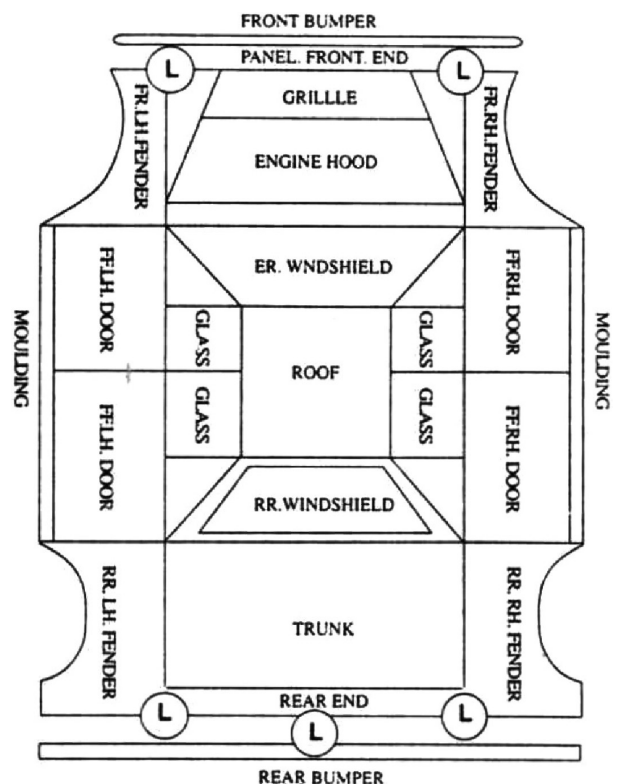 FRONT BUMPER
PANEL. FRONT. END
L
L
GRILLLE
FR.LH.FENDER
FR.RH.FENDER
ENGINE HOOD
ER. WNDSHIELD
FF.LH. DOOR
FF.RH. DOOR
MOULDING
GLASS
ROOF
GLASS
MOULDING
FF.LH. DOOR
GLASS
GLASS
FF.RH. DOOR
RR.WINDSHIELD
RR. LH. FENDER
TRUNK
RR. RH. FENDER
REAR END
L
L
L
REAR BUMPER